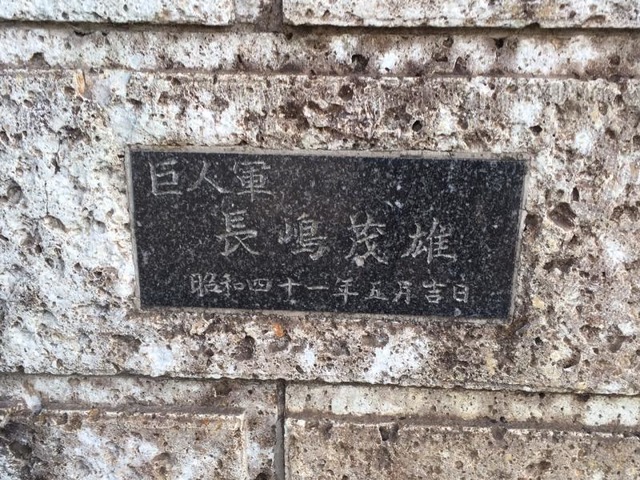 巨人軍
長嶋茂雄
昭和四十一年五月吉日